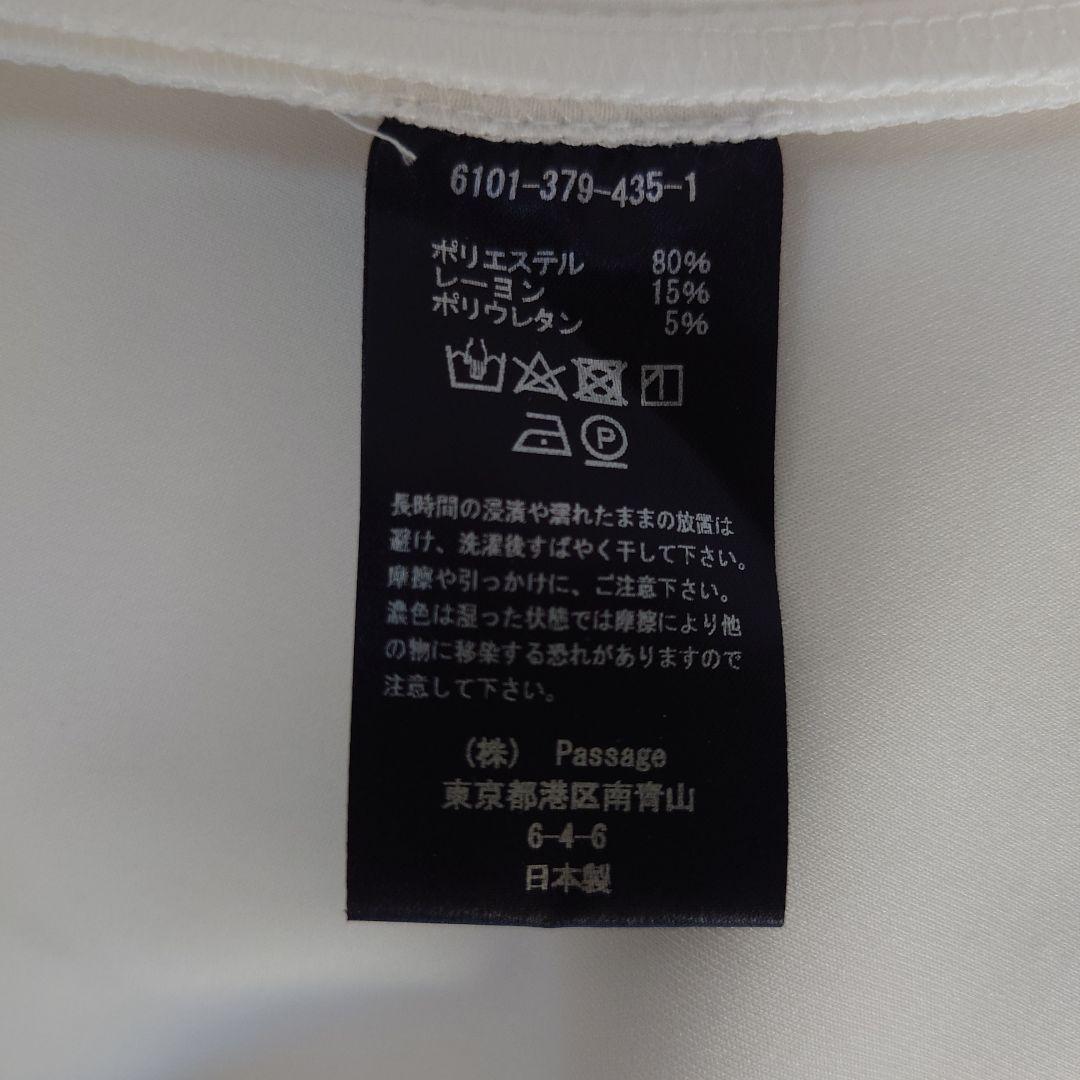 6101-379-435-1
ポリエステル 80%
レーヨン 15%
ポリウレタン 5%
P
長時間の浸漬や濡れたままの放置は
避け、洗濯後すばやく干して下さい。
摩擦や引っかけに、ご注意下さい。
濃色は湿った状態では摩擦により他
の物に移染する恐れがありますので
注意して下さい。
(株) Passage
東京都港区南青山
6-4-6
日本製